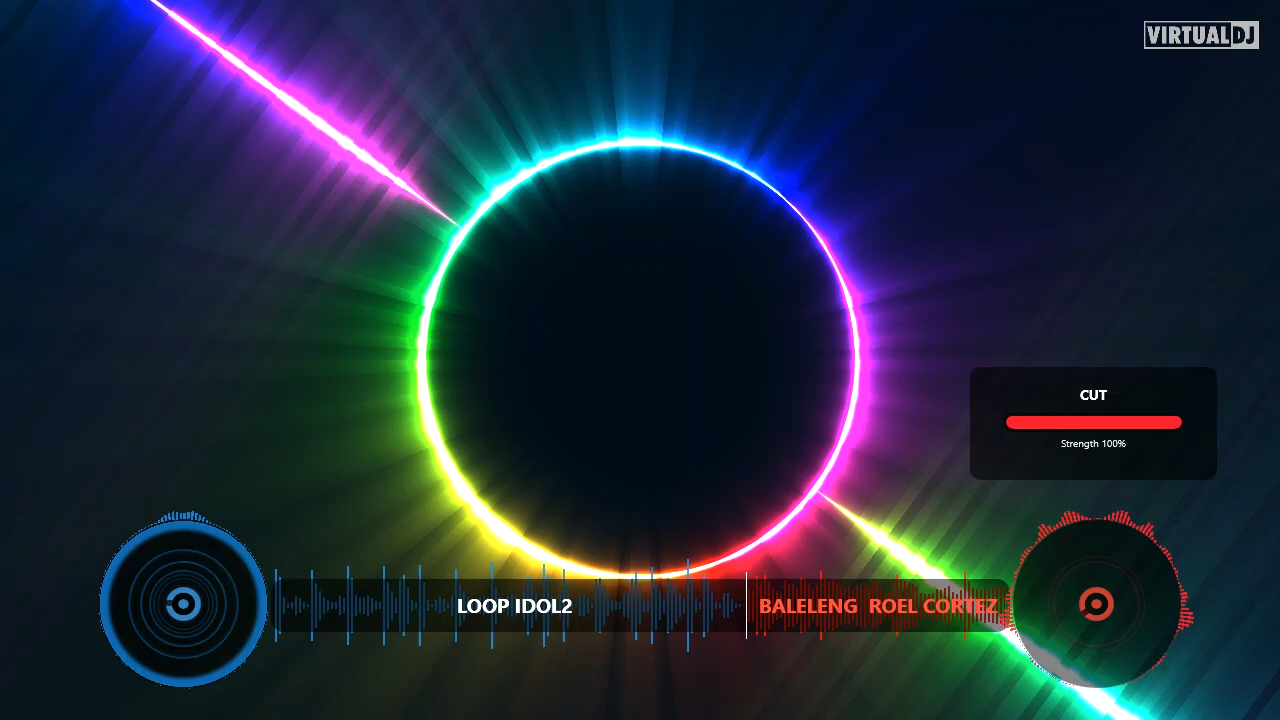 VIRTUALDJ
CUT
Strength 100%
LOOP IDOL2
BALELENG  ROEL CORTEZ